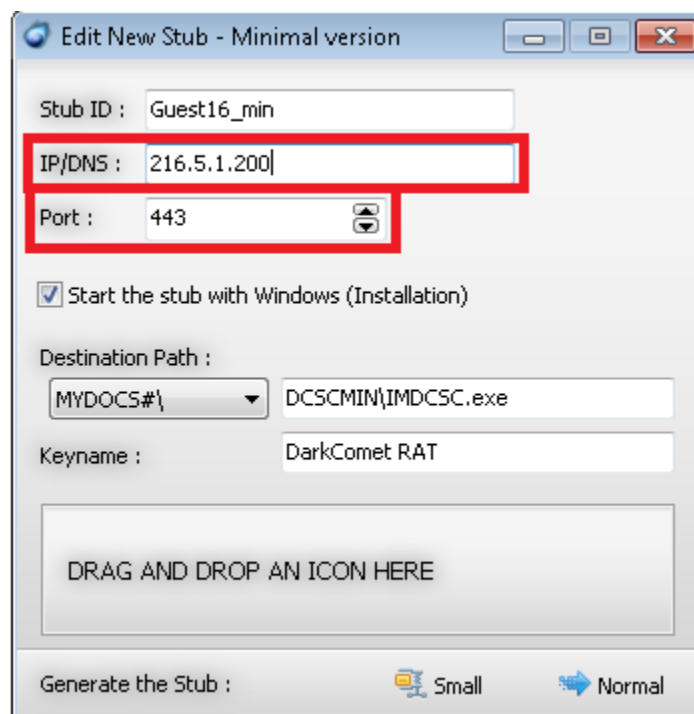 Edit New Stub - Minimal version
Stub ID : Guest16_min
IP/DNS : 216.5.1.200
Port : 443
Start the stub with Windows (Installation)
Destination Path :
MYDOCS#\ DCSCMIN\IMDCSC.exe
Keyname : DarkComet RAT
DRAG AND DROP AN ICON HERE
Generate the Stub : Small Normal